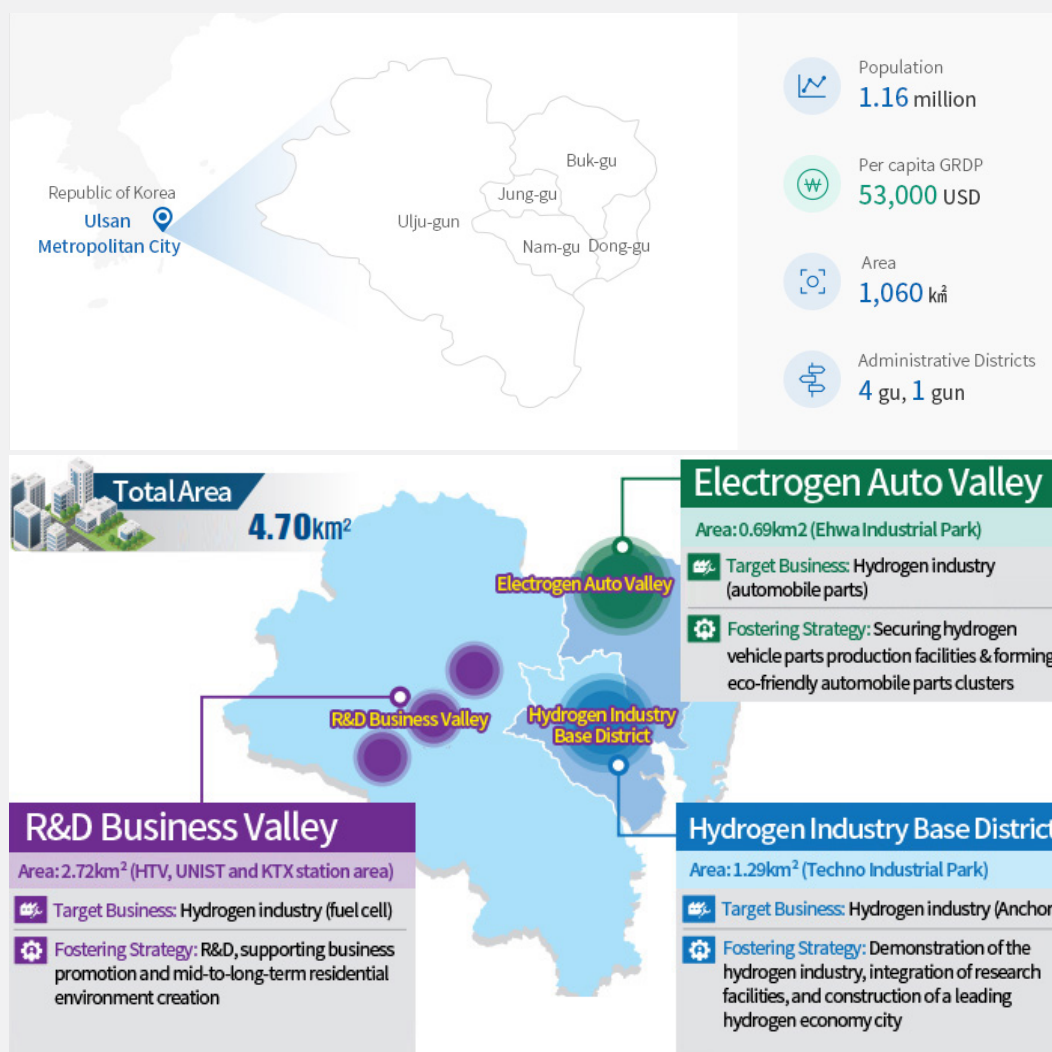 Republic of Korea
Ulsan
Metropolitan City
Ulju-gun
Buk-gu
Jung-gu
Nam-gu
Dong-gu
Population
1.16 million
Per capita GRDP
53,000 USD
Area
1,060 ㎢
Administrative Districts
4 gu, 1 gun
Total Area
4.70km²
Electrogen Auto Valley
R&D Business Valley
Hydrogen Industry
Base District
Electrogen Auto Valley
Area: 0.69km2 (Ehwa Industrial Park)
Target Business: Hydrogen industry
(automobile parts)
Fostering Strategy: Securing hydrogen
vehicle parts production facilities & forming
eco-friendly automobile parts clusters
R&D Business Valley
Area: 2.72km² (HTV, UNIST and KTX station area)
Target Business: Hydrogen industry (fuel cell)
Fostering Strategy: R&D, supporting business
promotion and mid-to-long-term residential
environment creation
Hydrogen Industry Base District
Area: 1.29km² (Techno Industrial Park)
Target Business: Hydrogen industry (Anchor
Fostering Strategy: Demonstration of the
hydrogen industry, integration of research
facilities, and construction of a leading
hydrogen economy city